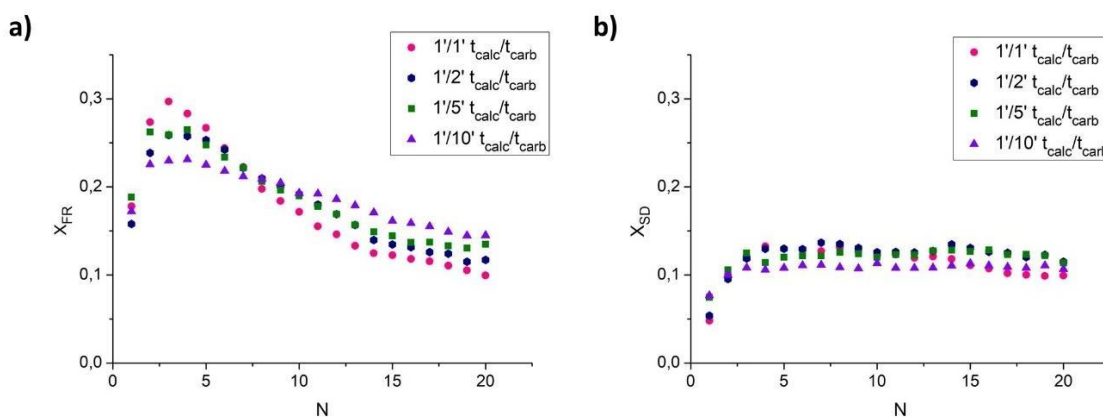 a)
1'/1' t_calc/t_carb
1'/2' t_calc/t_carb
1'/5' t_calc/t_carb
1'/10' t_calc/t_carb
0,3
0,2
0,1
0,0
X_FR
0 5 10 15 20
N
b)
1'/1' t_calc/t_carb
1'/2' t_calc/t_carb
1'/5' t_calc/t_carb
1'/10' t_calc/t_carb
0,3
0,2
0,1
0,0
X_SD
0 5 10 15 20
N